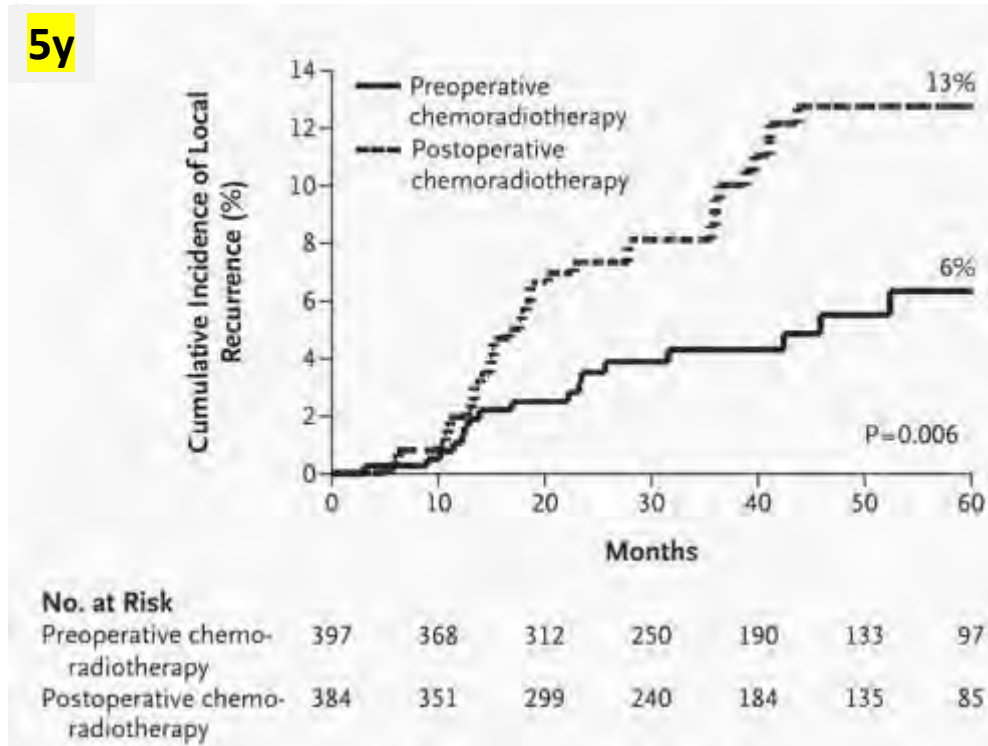 5y
14
12
10
8
6
4
2
0
Cumulative Incidence of Local
Recurrence (%)
Preoperative
chemoradiotherapy
Postoperative
chemoradiotherapy
13%
6%
P=0.006
0 10 20 30 40 50 60
Months
No. at Risk
Preoperative chemo- 397 368 312 250 190 133 97
radiotherapy
Postoperative chemo- 384 351 299 240 184 135 85
radiotherapy